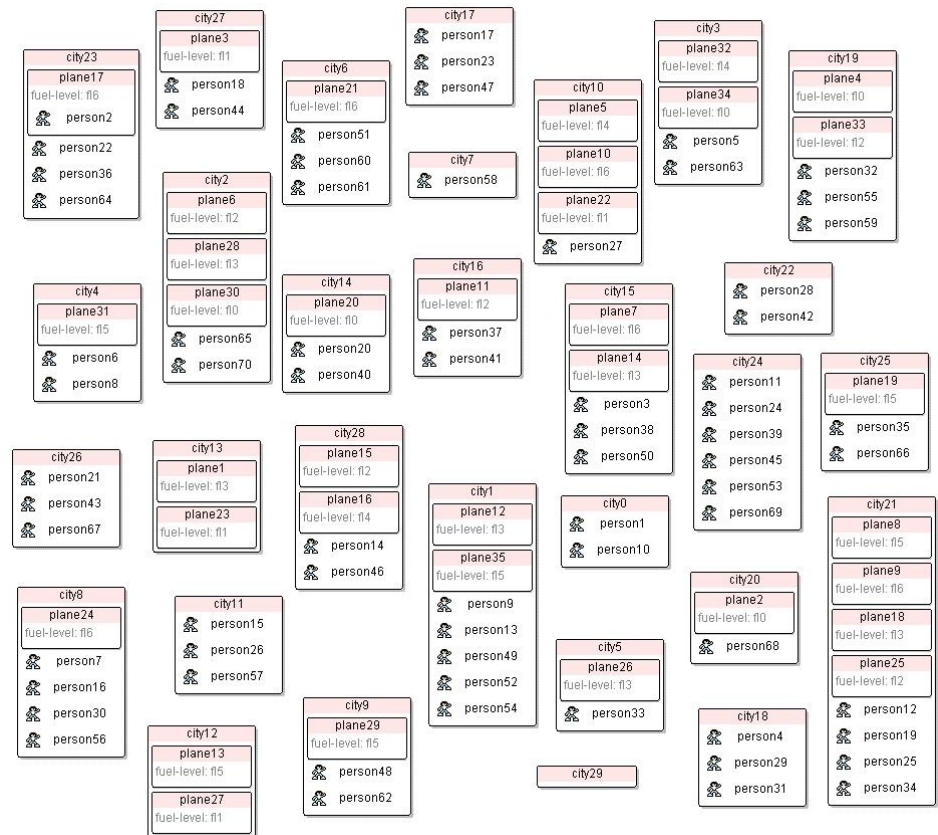 city27
plane3
fuel-level: fl1
person18
person44
city17
person17
person23
person47
city3
plane32
fuel-level: fl4
plane34
fuel-level: fl0
person5
person63
city23
plane17
fuel-level: fl6
person2
person22
person36
person64
city6
plane21
fuel-level: fl6
person51
person60
person61
city19
plane4
fuel-level: fl0
plane33
fuel-level: fl2
person32
person55
person59
city10
plane5
fuel-level: fl4
plane10
fuel-level: fl6
plane22
fuel-level: fl1
person27
city7
person58
city2
plane6
fuel-level: fl2
plane28
fuel-level: fl3
plane30
fuel-level: fl0
person65
person70
city16
plane11
fuel-level: fl2
person37
person41
city22
person28
person42
city14
plane20
fuel-level: fl0
person20
person40
city4
plane31
fuel-level: fl5
person6
person8
city15
plane7
fuel-level: fl6
plane14
fuel-level: fl3
person3
person38
person50
city24
person11
person24
person39
person45
person53
person69
city25
plane19
fuel-level: fl5
person35
person66
city28
plane15
fuel-level: fl2
plane16
fuel-level: fl4
person14
person46
city13
plane1
fuel-level: fl3
plane23
fuel-level: fl1
city26
person21
person43
person67
city1
plane12
fuel-level: fl3
plane35
fuel-level: fl5
person9
person13
person49
person52
person54
city0
person1
person10
city21
plane8
fuel-level: fl5
plane9
fuel-level: fl6
plane18
fuel-level: fl3
plane25
fuel-level: fl2
person12
person19
person25
person34
city20
plane2
fuel-level: fl0
person68
city8
plane24
fuel-level: fl6
person7
person16
person30
person56
city11
person15
person26
person57
city5
plane26
fuel-level: fl3
person33
city9
plane29
fuel-level: fl5
person48
person62
city18
person4
person29
person31
city12
plane13
fuel-level: fl5
plane27
fuel-level: fl1
city29